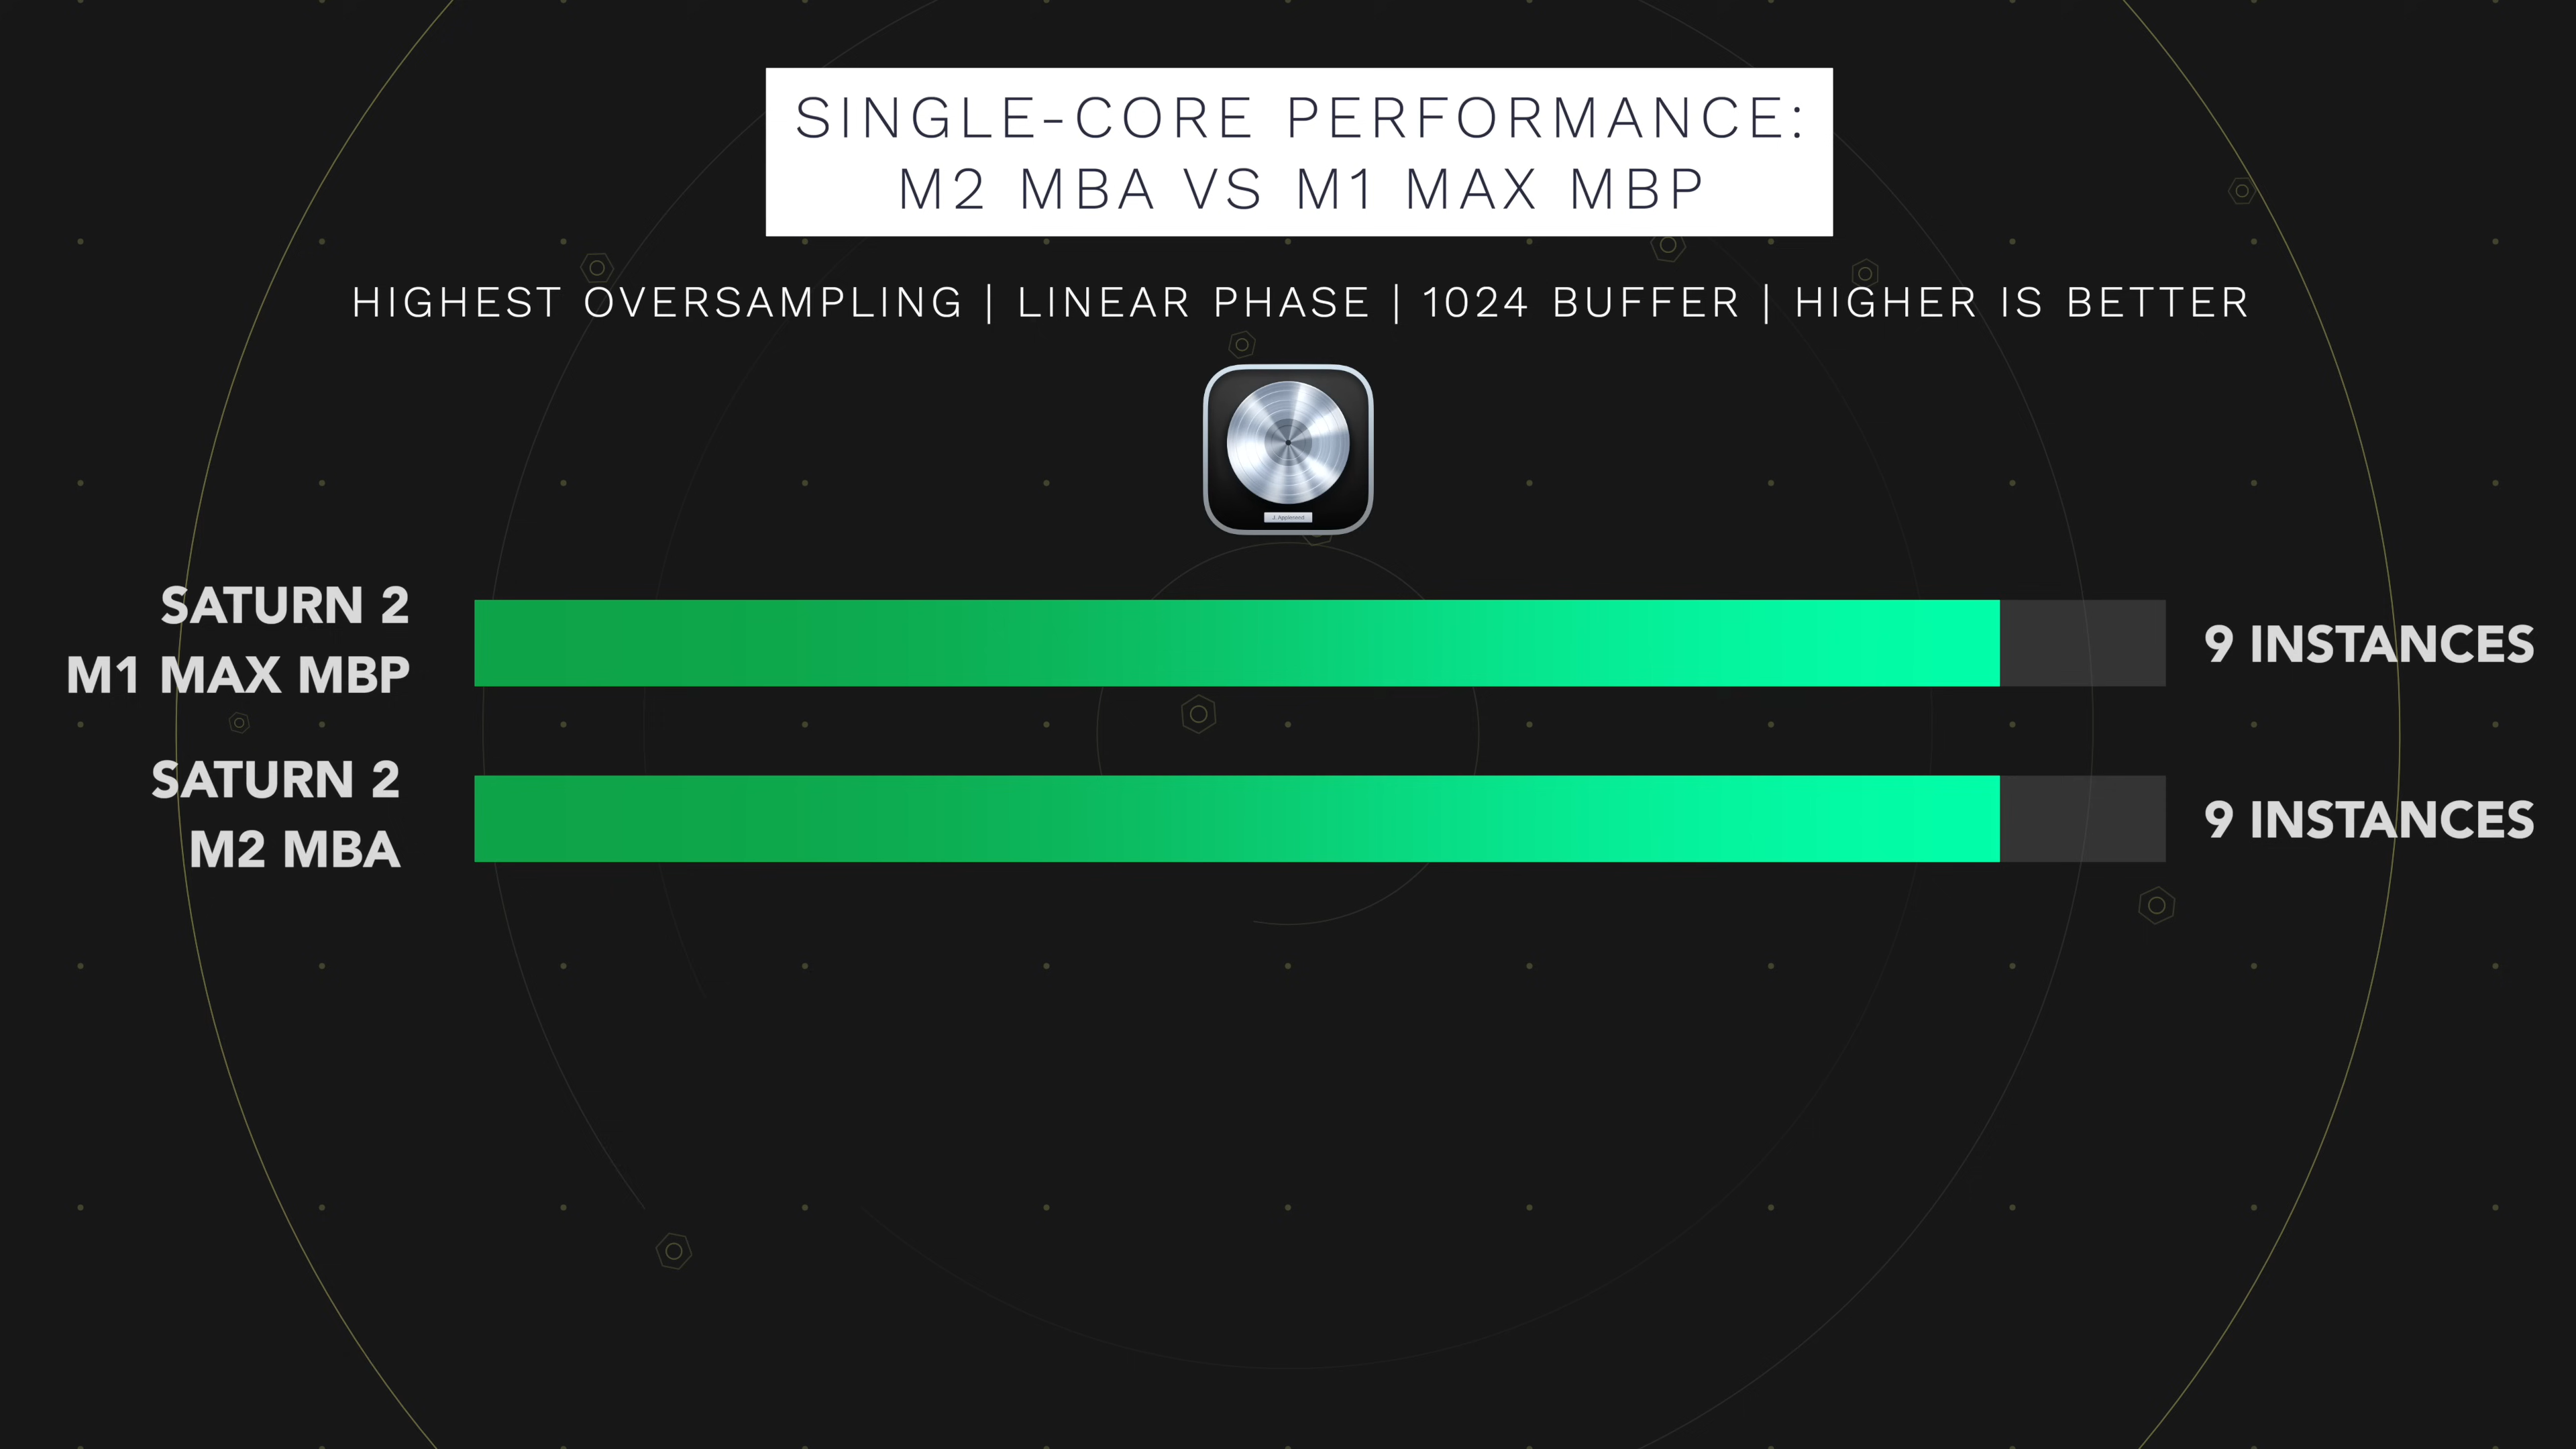 SINGLE-CORE PERFORMANCE:
M2 MBA VS M1 MAX MBP
HIGHEST OVERSAMPLING | LINEAR PHASE | 1024 BUFFER | HIGHER IS BETTER
J. Appleseed
SATURN 2
M1 MAX MBP
9 INSTANCES
SATURN 2
M2 MBA
9 INSTANCES